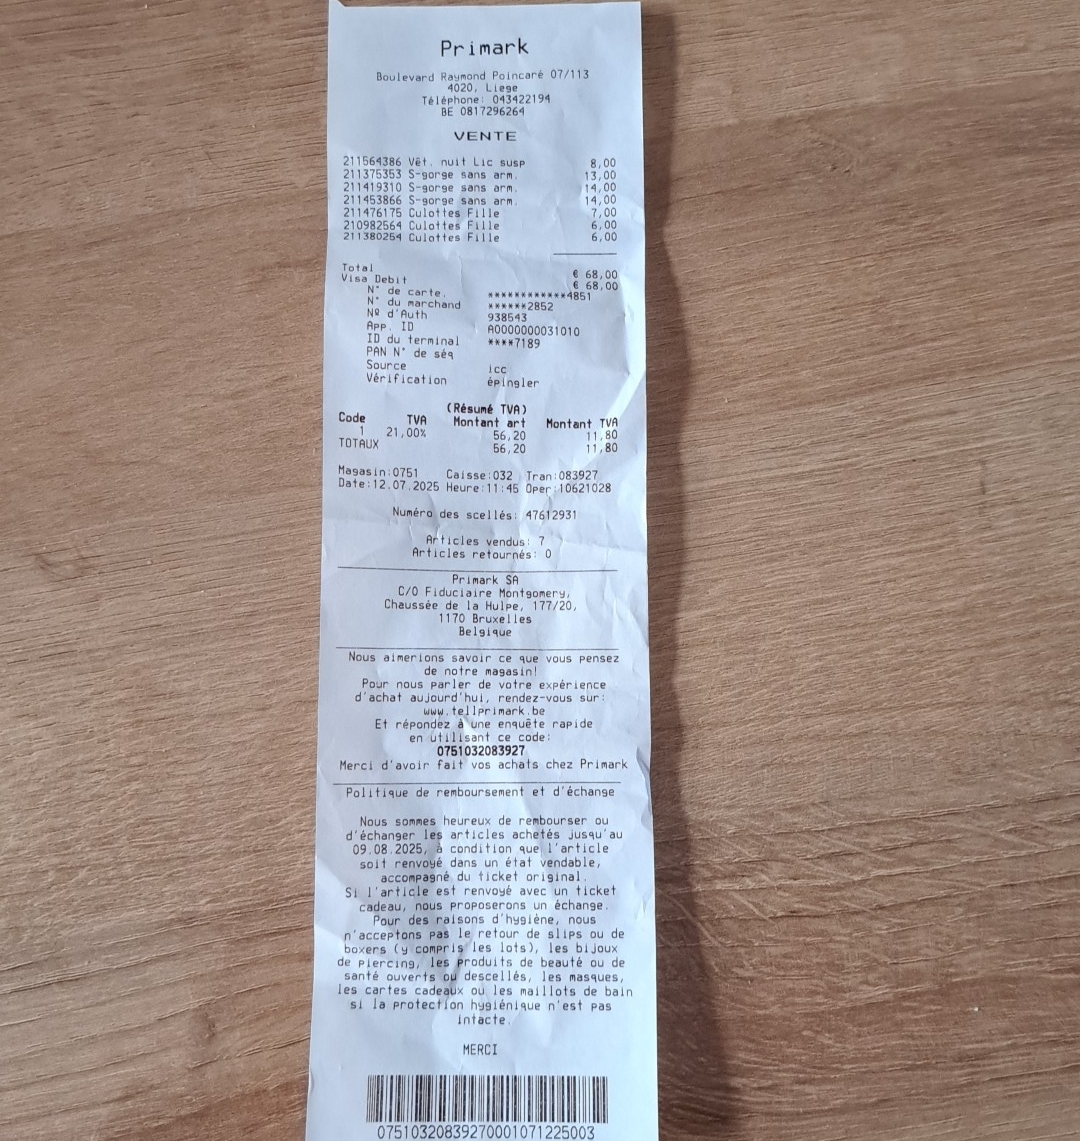 Primark
Boulevard Raymond Poincaré 07/113
4020, Liege
Téléphone: 043422194
BE 0817296264
VENTE
211564386 Vêt. nuit Lic susp 8,00
211375353 S-gorge sans arm. 13,00
211419310 S-gorge sans arm. 14,00
211453866 S-gorge sans arm. 14,00
211476175 Culottes Fille 7,00
210982564 Culottes Fille 6,00
211380254 Culottes Fille 6,00
Total € 68,00
Visa Debit € 68,00
N° de carte. ************4851
N° du marchand ******2852
Nº d'Auth 938543
App. ID A0000000031010
ID du terminal ****7189
PAN N° de séq
Source icc
Vérification épingler
(Résumé TVA)
Code TVA Montant art Montant TVA
1 21,00% 56,20 11,80
TOTAUX 56,20 11,80
Magasin:0751 Caisse:032 Tran:083927
Date:12.07.2025 Heure:11:45 Oper:10621028
Numéro des scellés: 47612931
Articles vendus: 7
Articles retournés: 0
Primark SA
C/O Fiduciaire Montgomery,
Chaussée de la Hulpe, 177/20,
1170 Bruxelles
Belgique
Nous aimerions savoir ce que vous pensez
de notre magasin!
Pour nous parler de votre expérience
d'achat aujourd'hui, rendez-vous sur:
www.tellprimark.be
Et répondez à une enquête rapide
en utilisant ce code:
0751032083927
Merci d'avoir fait vos achats chez Primark
Politique de remboursement et d'échange
Nous sommes heureux de rembourser ou
d'échanger les articles achetés jusqu'au
09.08.2025, à condition que l'article
soit renvoyé dans un état vendable,
accompagné du ticket original.
Si l'article est renvoyé avec un ticket
cadeau, nous proposerons un échange.
Pour des raisons d'hygiène, nous
n'acceptons pas le retour de slips ou de
boxers (y compris les lots), les bijoux
de piercing, les produits de beauté ou de
santé ouverts ou descellés, les masques,
les cartes cadeaux ou les maillots de bain
si la protection hygiénique n'est pas
intacte.
MERCI
07510320839270001071225003